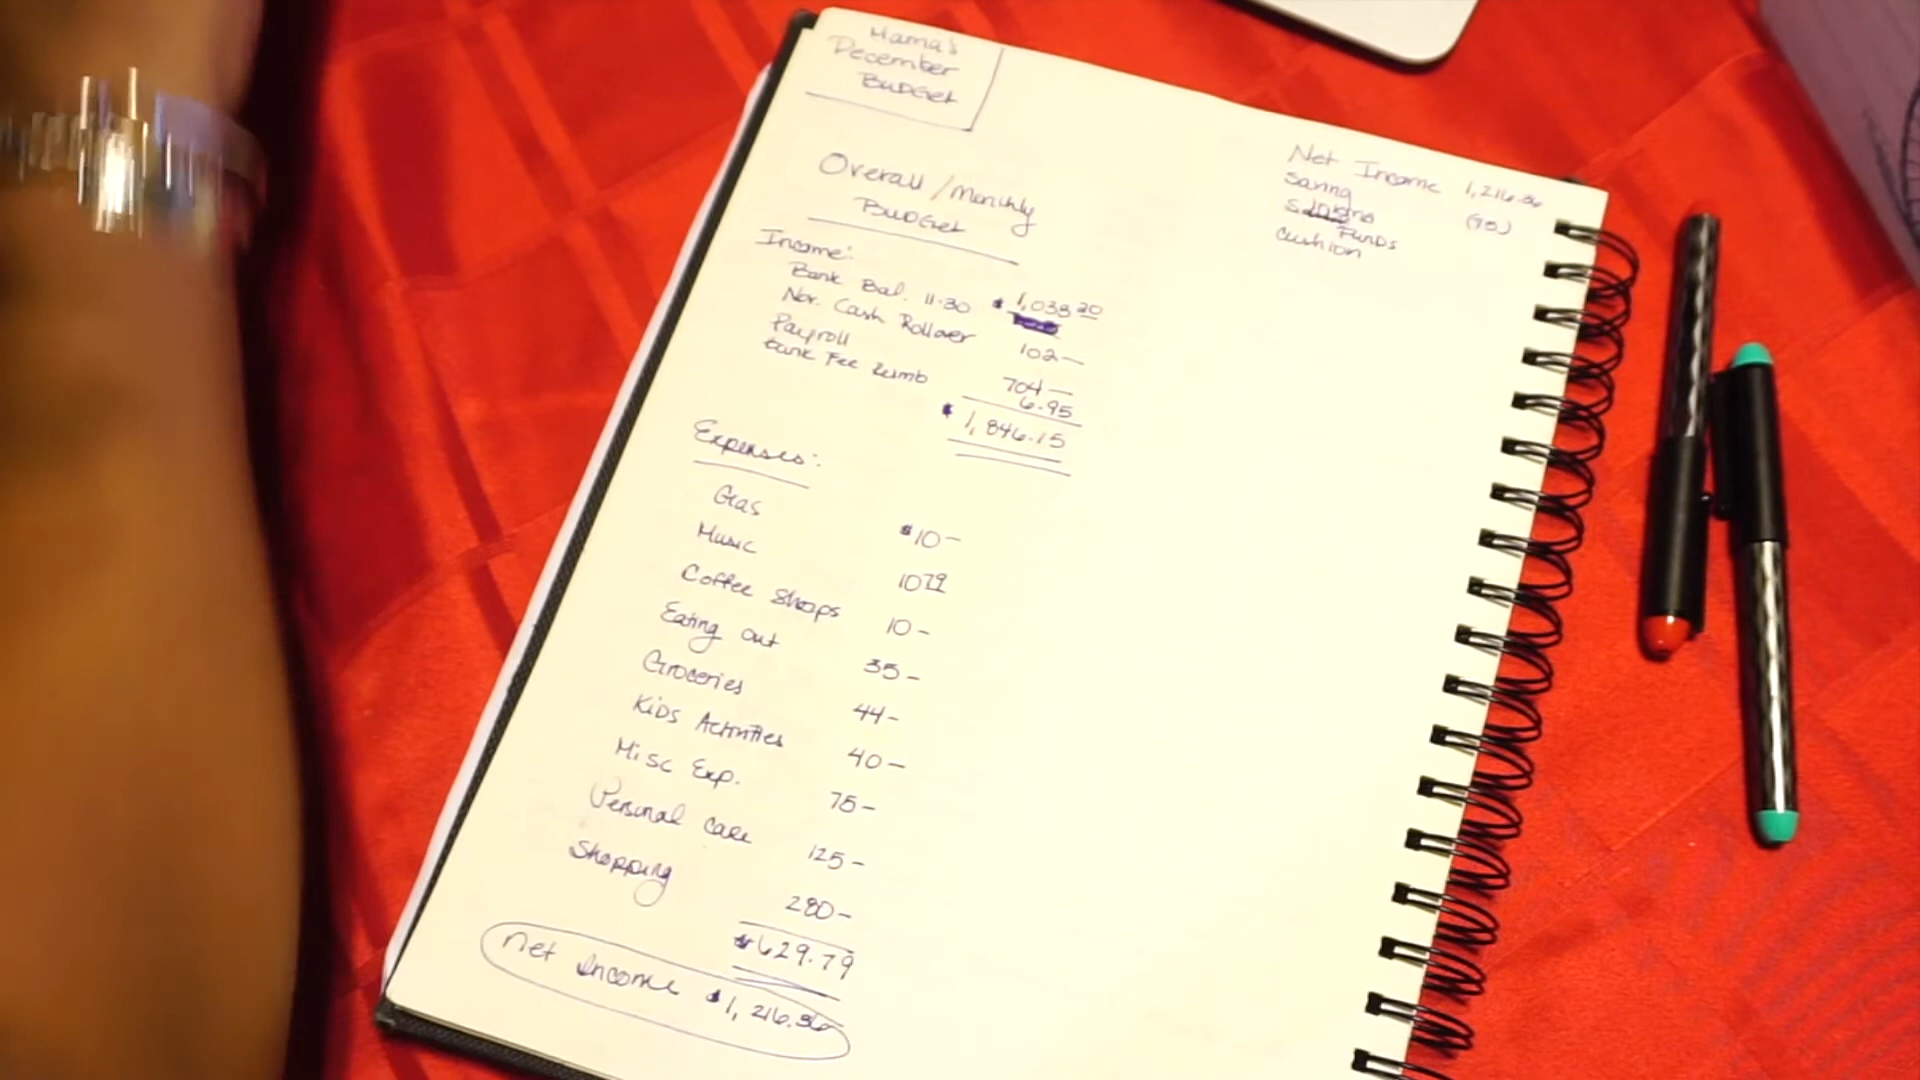 Mama's
December
Budget
Overall/Monthly
Budget
Income:
Bank Bal. 11.30 $1,038 20
Nov. Cash Rollover 102—
Payroll 704—
Bank Fee 6.95
$1,846.15
Expenses:
Gas $10—
Music 10 79
Coffee Shops 10—
Eating out 35—
Groceries 44—
Kids Activities 40—
Misc Exp. 75—
Personal Care 125—
Shopping 280—
$629.79
Net Income $1,216.36
Net Income 1,216.36
Saving
Funds
Cushion